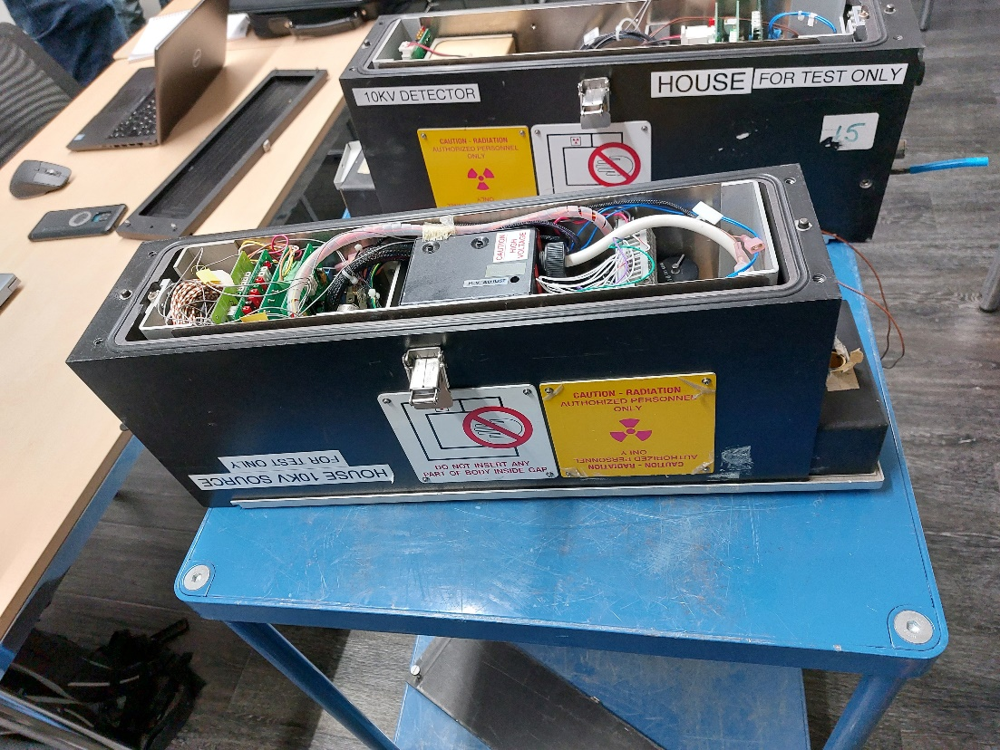 10KV DETECTOR
HOUSE
FOR TEST ONLY
15
CAUTION - RADIATION
AUTHORIZED PERSONNEL
ONLY
ONLY
CAUTION
HIGH
VOLTAGE
CAUTION - RADIATION
AUTHORIZED PERSONNEL
ONLY
ONLY
AUTHORIZED PERSONNEL
CAUTION - RADIATION
DO NOT INSERT ANY
PART OF BODY INSIDE GAP
HOUSE 10KV SOURCE
FOR TEST ONLY